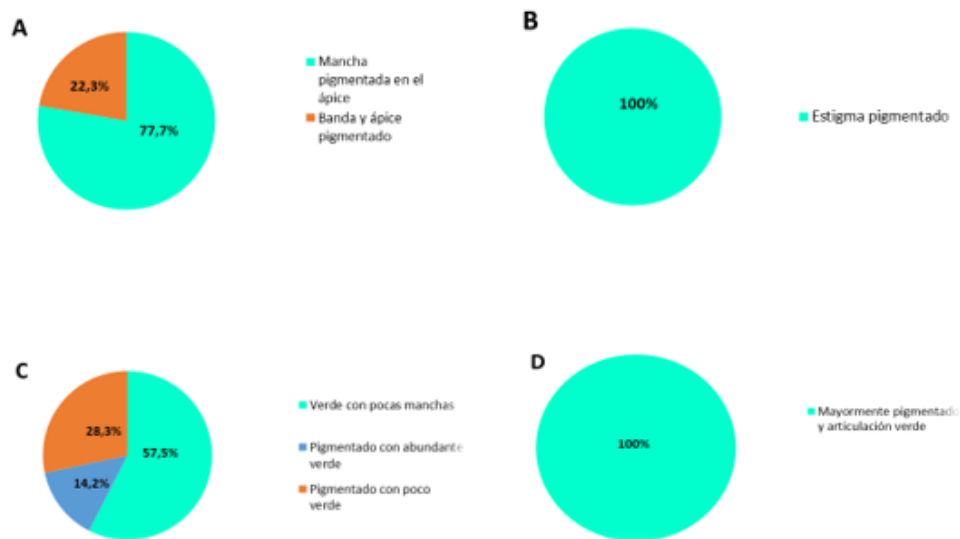 A
22,3%
77,7%
Mancha
pigmentada en el
ápice
Banda y ápice
pigmentado
B
100%
Estigma pigmentado
C
28,3%
57,5%
14,2%
Verde con pocas manchas
Pigmentado con abundante
verde
Pigmentado con poco
verde
D
100%
Mayormente pigmentado
y articulación verde